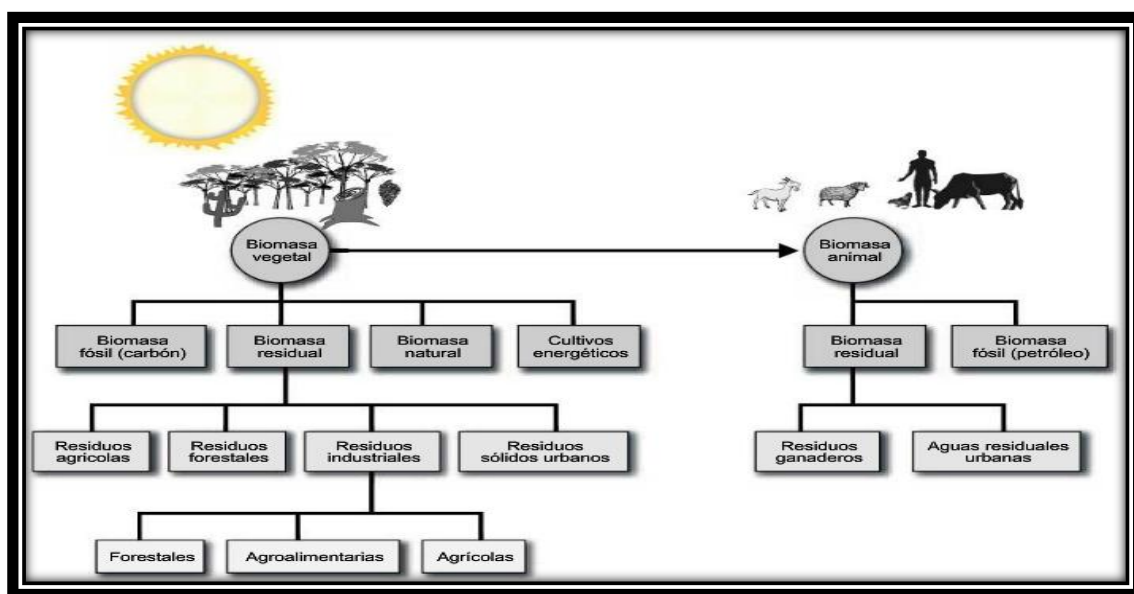 Biomasa
vegetal
Biomasa
animal
Biomasa
fósil (carbón)
Biomasa
residual
Biomasa
natural
Cultivos
energéticos
Biomasa
residual
Biomasa
fósil (petróleo)
Residuos
agrícolas
Residuos
forestales
Residuos
industriales
Residuos
sólidos urbanos
Residuos
ganaderos
Aguas residuales
urbanas
Forestales
Agroalimentarias
Agrícolas